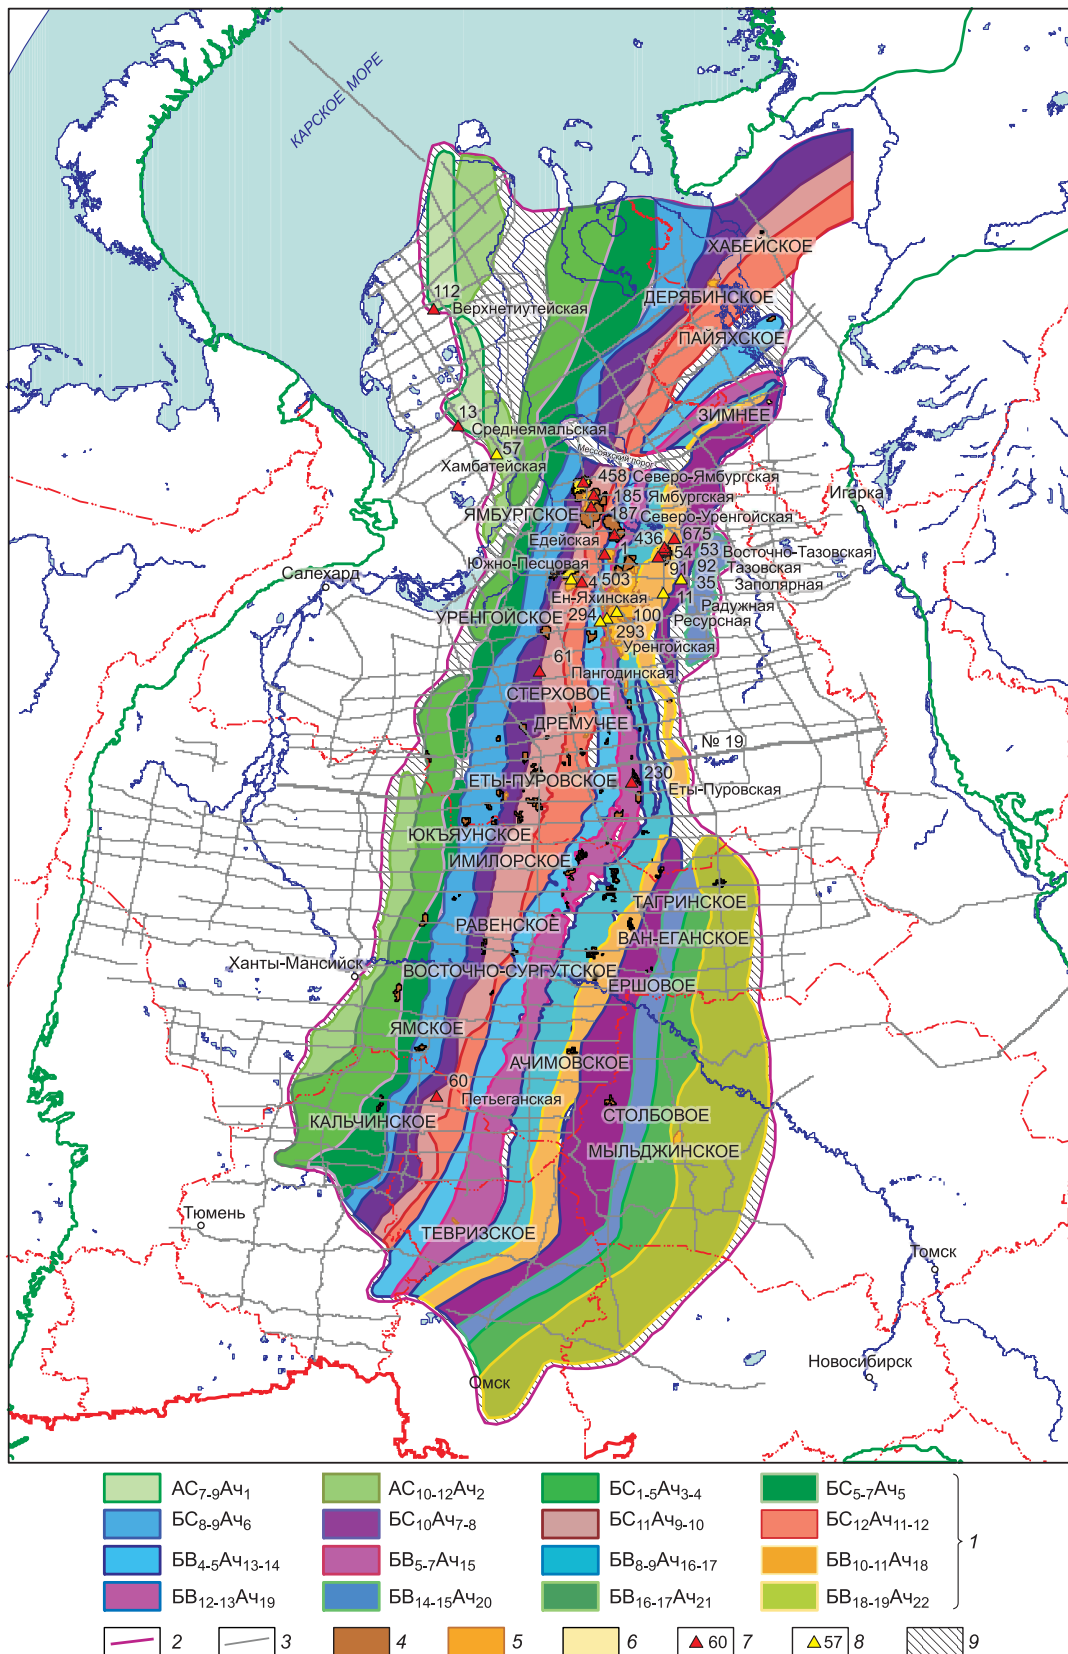 КАРСКОЕ МОРЕ
ХАБЕЙСКОЕ
ДЕРЯБИНСКОЕ
112
Верхнетиутейская
ПАЙЯХСКОЕ
13
ЗИМНЕЕ
Среднеямальская
57
Хамбатейская
Мессояхский порог
458 Северо-Ямбургская
185 Ямбургская
Игарка
ЯМБУРГСКОЕ
187 Северо-Уренгойская
Едейская
436
675
1
54
53 Восточно-Тазовская
Южно-Песцовая
91
92 Тазовская
Салехард
4
503
35 Заполярная
Ен-Яхинская
11
Радужная
УРЕНГОЙСКОЕ
294
100
Ресурсная
293
Уренгойская
61
Пангодинская
СТЕРХОВОЕ
ДРЕМУЧЕЕ
№ 19
ЕТЫ-ПУРОВСКОЕ
230
Еты-Пуровская
ЮКЪЯУНСКОЕ
ИМИЛОРСКОЕ
ТАГРИНСКОЕ
РАВЕНСКОЕ
ВАН-ЕГАНСКОЕ
Ханты-Мансийск
ВОСТОЧНО-СУРГУТСКОЕ
ЕРШОВОЕ
ЯМСКОЕ
АЧИМОВСКОЕ
60
Петьеганская
СТОЛБОВОЕ
КАЛЬЧИНСКОЕ
МЫЛЬДЖИНСКОЕ
Тюмень
ТЕВРИЗСКОЕ
Томск
Новосибирск
Омск
АС7-9Ач1
АС10-12Ач2
БС1-5Ач3-4
БС5-7Ач5
БС8-9Ач6
БС10Ач7-8
БС11Ач9-10
БС12Ач11-12
1
БВ4-5Ач13-14
БВ5-7Ач15
БВ8-9Ач16-17
БВ10-11Ач18
БВ12-13Ач19
БВ14-15Ач20
БВ16-17Ач21
БВ18-19Ач22
2
3
4
5
6
60 7
57 8
9